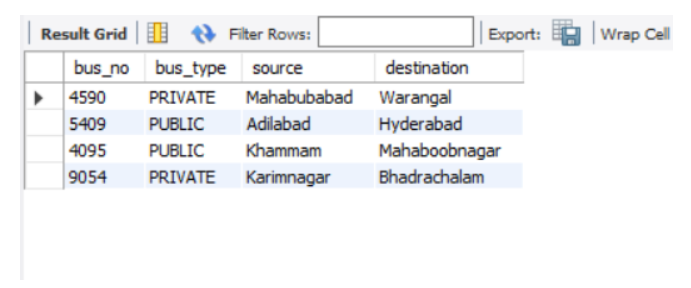 Result Grid Filter Rows: Export: Wrap Cell
bus_no bus_type source destination
4590 PRIVATE Mahabubabad Warangal
5409 PUBLIC Adilabad Hyderabad
4095 PUBLIC Khammam Mahaboobnagar
9054 PRIVATE Karimnagar Bhadrachalam